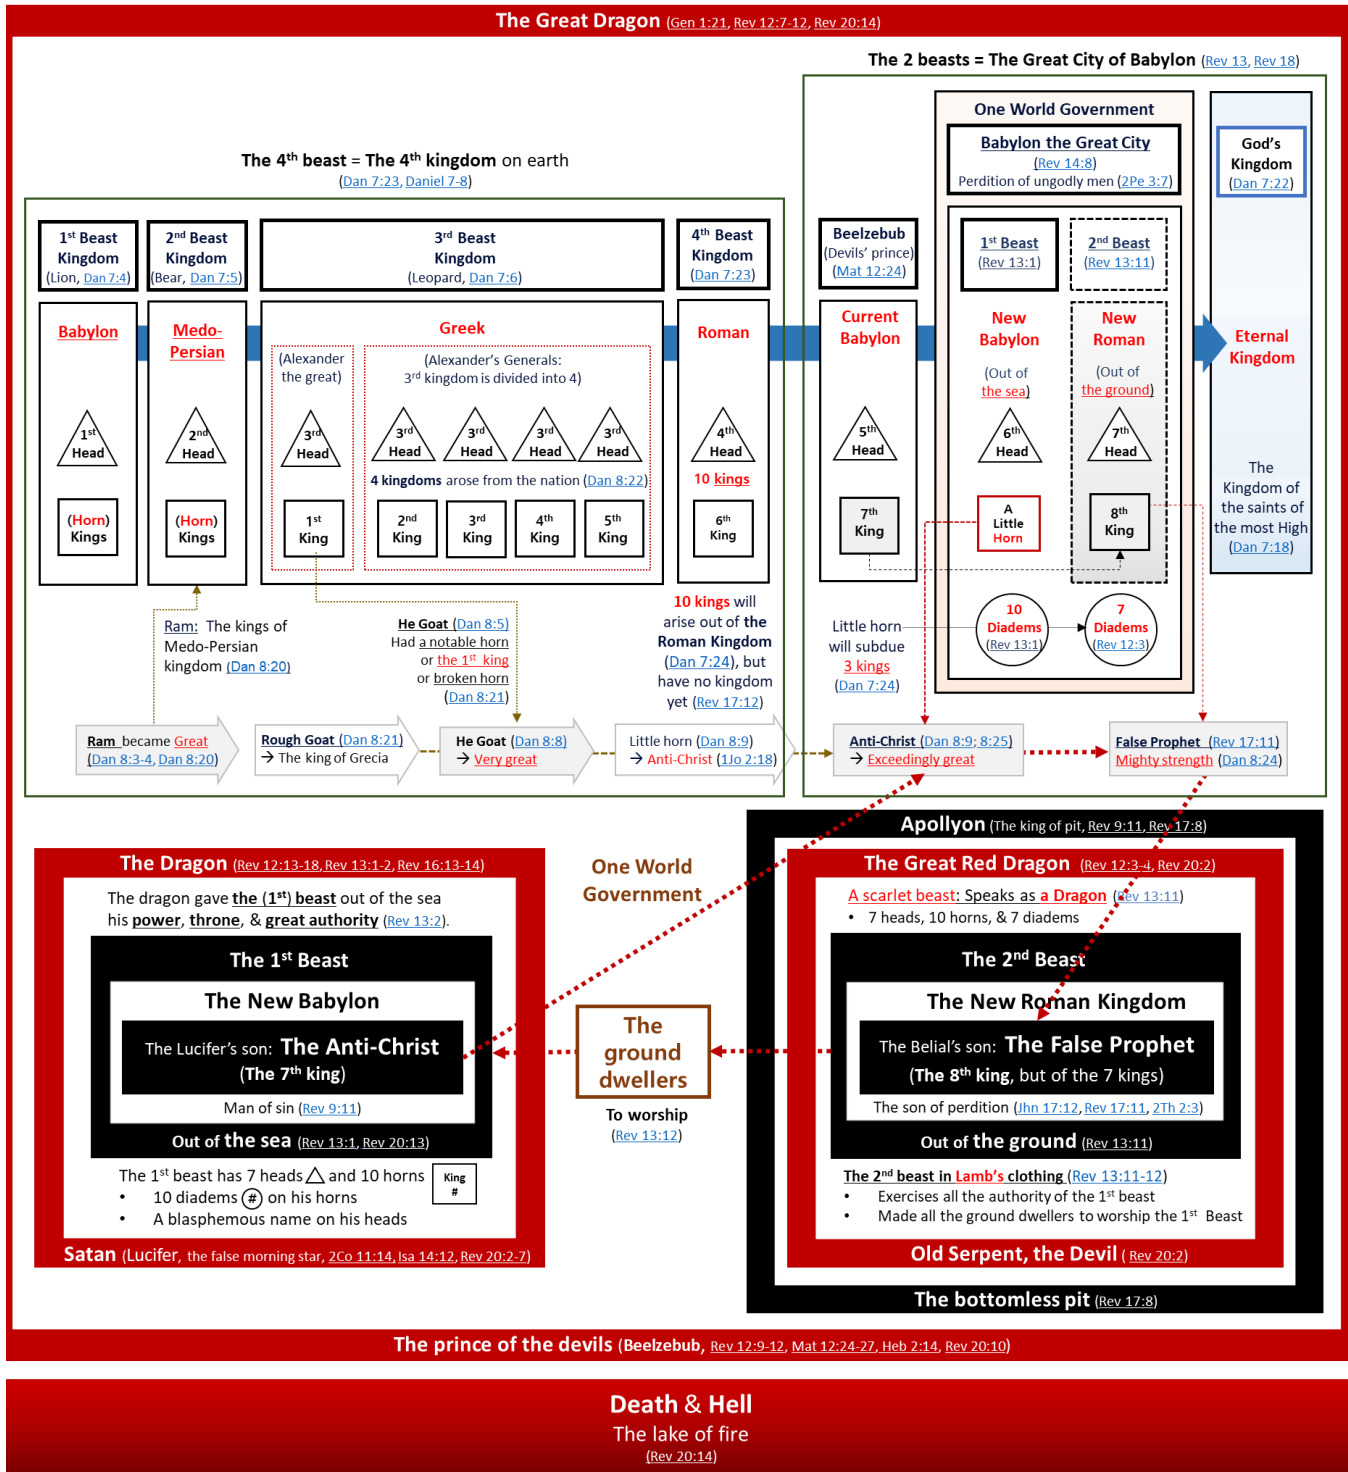 The Great Dragon (Gen 1:21, Rev 12:7-12, Rev 20:14)
The 2 beasts = The Great City of Babylon (Rev 13, Rev 18)
The 4th beast = The 4th kingdom on earth
(Dan 7:23, Daniel 7-8)
1st Beast
Kingdom
(Lion, Dan 7:4)
2nd Beast
Kingdom
(Bear, Dan 7:5)
3rd Beast
Kingdom
(Leopard, Dan 7:6)
4th Beast
Kingdom
(Dan 7:23)
Beelzebub
(Devils' prince)
(Mat 12:24)
One World Government
Babylon the Great City
(Rev 14:8)
Perdition of ungodly men (2Pe 3:7)
1st Beast
(Rev 13:1)
2nd Beast
(Rev 13:11)
God's
Kingdom
(Dan 7:22)
Babylon
1st
Head
(Horn)
Kings
Medo-
Persian
2nd
Head
(Horn)
Kings
Greek
(Alexander
the great)
3rd
Head
1st
King
(Alexander's Generals:
3rd kingdom is divided into 4)
3rd
Head
3rd
Head
3rd
Head
3rd
Head
4 kingdoms arose from the nation (Dan 8:22)
2nd
King
3rd
King
4th
King
5th
King
Roman
4th
Head
10 kings
6th
King
Current
Babylon
5th
Head
7th
King
New
Babylon
(Out of
the sea)
6th
Head
A
Little
Horn
New
Roman
(Out of
the ground)
7th
Head
8th
King
Eternal
Kingdom
The
Kingdom of
the saints of
the most High
(Dan 7:18)
10
Diadems
(Rev 13:1)
7
Diadems
(Rev 12:3)
Ram: The kings of
Medo-Persian
kingdom (Dan 8:20)
He Goat (Dan 8:5)
Had a notable horn
or the 1st king
or broken horn
(Dan 8:21)
10 kings will
arise out of the
Roman Kingdom
(Dan 7:24), but
have no kingdom
yet (Rev 17:12)
Little horn
will subdue
3 kings
(Dan 7:24)
Ram became Great
(Dan 8:3-4, Dan 8:20)
Rough Goat (Dan 8:21)
→ The king of Grecia
He Goat (Dan 8:8)
→ Very great
Little horn (Dan 8:9)
→ Anti-Christ (1Jo 2:18)
Anti-Christ (Dan 8:9; 8:25)
→ Exceedingly great
False Prophet (Rev 17:11)
Mighty strength (Dan 8:24)
The Dragon (Rev 12:13-18, Rev 13:1-2, Rev 16:13-14)
The dragon gave the (1st) beast out of the sea
his power, throne, & great authority (Rev 13:2).
The 1st Beast
The New Babylon
The Lucifer's son: The Anti-Christ
(The 7th king)
Man of sin (Rev 9:11)
Out of the sea (Rev 13:1, Rev 20:13)
The 1st beast has 7 heads and 10 horns
King
#
• 10 diadems # on his horns
• A blasphemous name on his heads
Satan (Lucifer, the false morning star, 2Co 11:14, Isa 14:12, Rev 20:2-7)
One World
Government
The
ground
dwellers
To worship
(Rev 13:12)
Apollyon (The king of pit, Rev 9:11, Rev 17:8)
The Great Red Dragon (Rev 12:3-4, Rev 20:2)
A scarlet beast: Speaks as a Dragon (Rev 13:11)
• 7 heads, 10 horns, & 7 diadems
The 2nd Beast
The New Roman Kingdom
The Belial's son: The False Prophet
(The 8th king, but of the 7 kings)
The son of perdition (Jhn 17:12, Rev 17:11, 2Th 2:3)
Out of the ground (Rev 13:11)
The 2nd beast in Lamb's clothing (Rev 13:11-12)
• Exercises all the authority of the 1st beast
• Made all the ground dwellers to worship the 1st Beast
Old Serpent, the Devil ( Rev 20:2)
The bottomless pit (Rev 17:8)
The prince of the devils (Beelzebub, Rev 12:9-12, Mat 12:24-27, Heb 2:14, Rev 20:10)
Death & Hell
The lake of fire
(Rev 20:14)